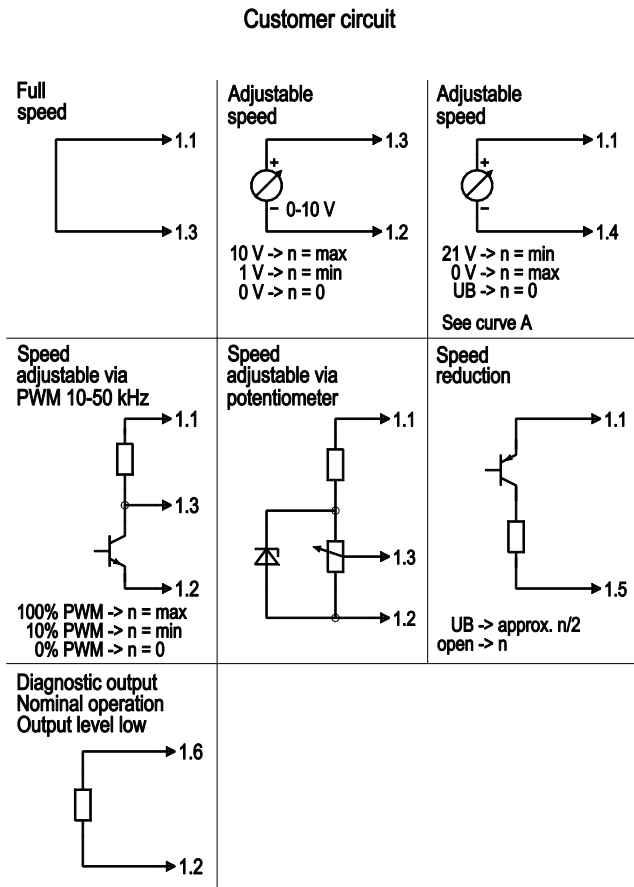 Customer circuit
Full
speed
1.1
1.3
Adjustable
speed
1.3
+
− 0-10 V
1.2
10 V -> n = max
1 V -> n = min
0 V -> n = 0
Adjustable
speed
1.1
+
−
1.4
21 V -> n = min
0 V -> n = max
UB -> n = 0
See curve A
Speed
adjustable via
PWM 10-50 kHz
1.1
1.3
1.2
100% PWM -> n = max
10% PWM -> n = min
0% PWM -> n = 0
Speed
adjustable via
potentiometer
1.1
1.3
1.2
Speed
reduction
1.1
1.5
UB -> approx. n/2
open -> n
Diagnostic output
Nominal operation
Output level low
1.6
1.2